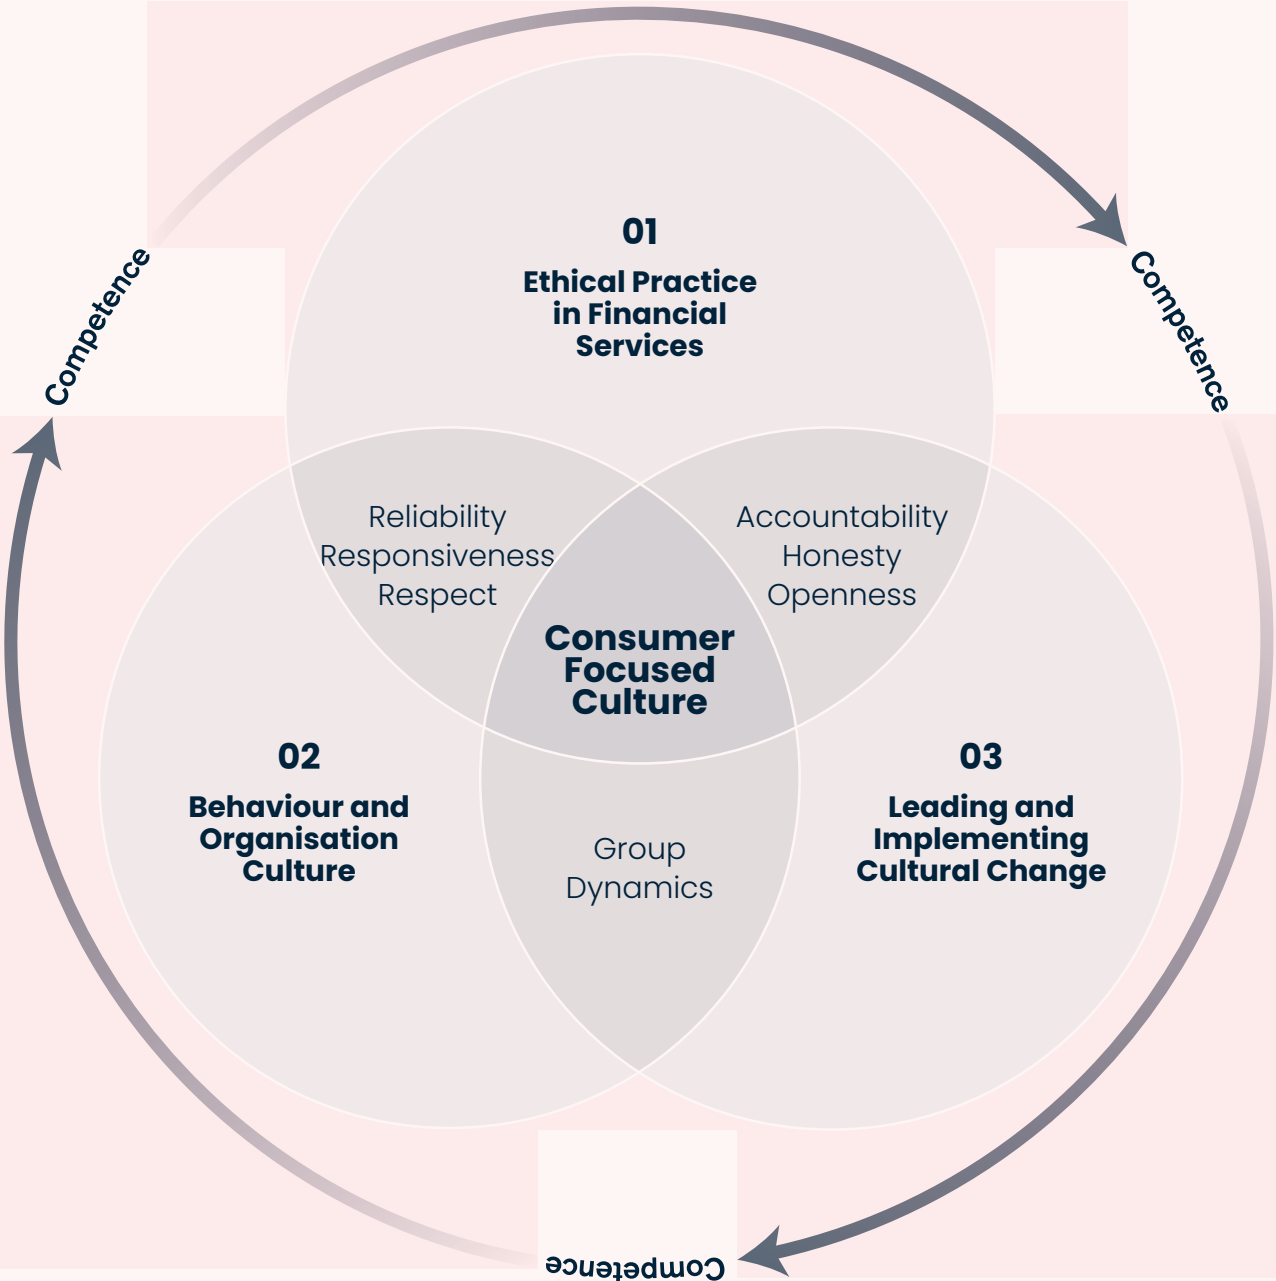 01
Ethical Practice
in Financial
Services
Competence
Competence
Reliability
Responsiveness
Respect
Accountability
Honesty
Openness
Consumer
Focused
Culture
02
Behaviour and
Organisation
Culture
03
Leading and
Implementing
Cultural Change
Group
Dynamics
Competence